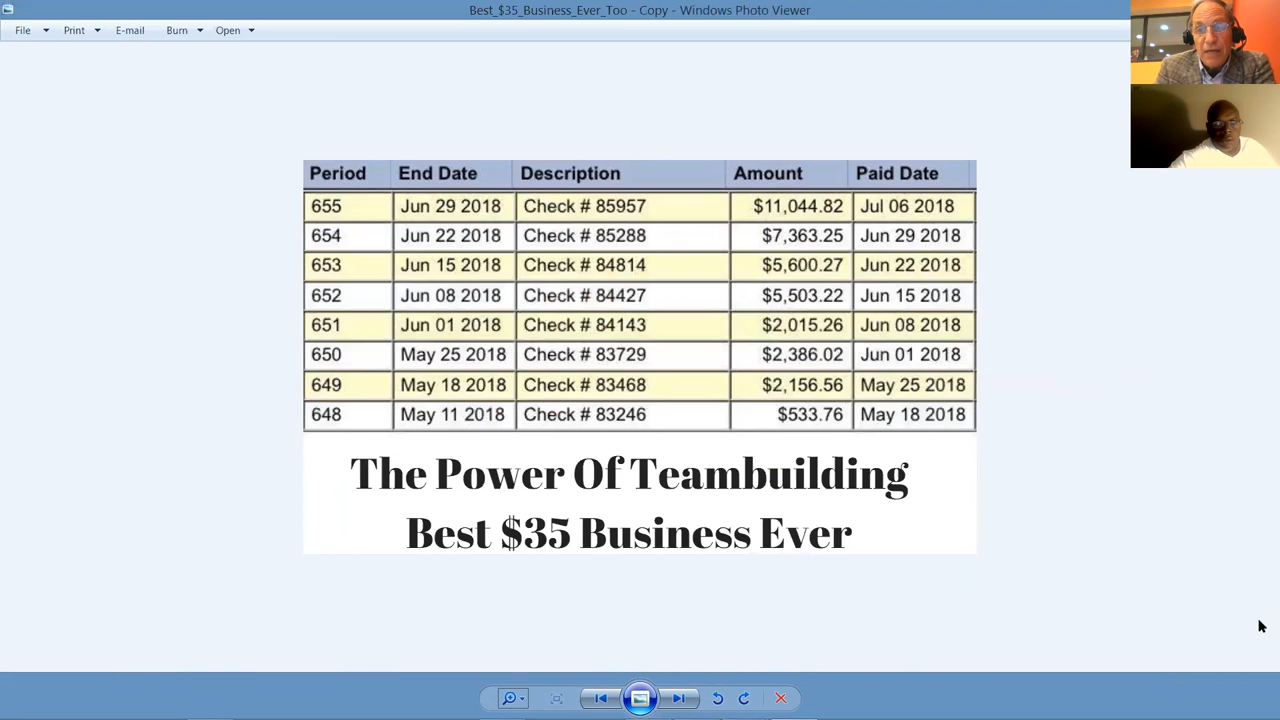 Best_$35_Business_Ever_Too - Copy - Windows Photo Viewer
File Print E-mail Burn Open
Period End Date Description Amount Paid Date
655 Jun 29 2018 Check # 85957 $11,044.82 Jul 06 2018
654 Jun 22 2018 Check # 85288 $7,363.25 Jun 29 2018
653 Jun 15 2018 Check # 84814 $5,600.27 Jun 22 2018
652 Jun 08 2018 Check # 84427 $5,503.22 Jun 15 2018
651 Jun 01 2018 Check # 84143 $2,015.26 Jun 08 2018
650 May 25 2018 Check # 83729 $2,386.02 Jun 01 2018
649 May 18 2018 Check # 83468 $2,156.56 May 25 2018
648 May 11 2018 Check # 83246 $533.76 May 18 2018
The Power Of Teambuilding
Best $35 Business Ever